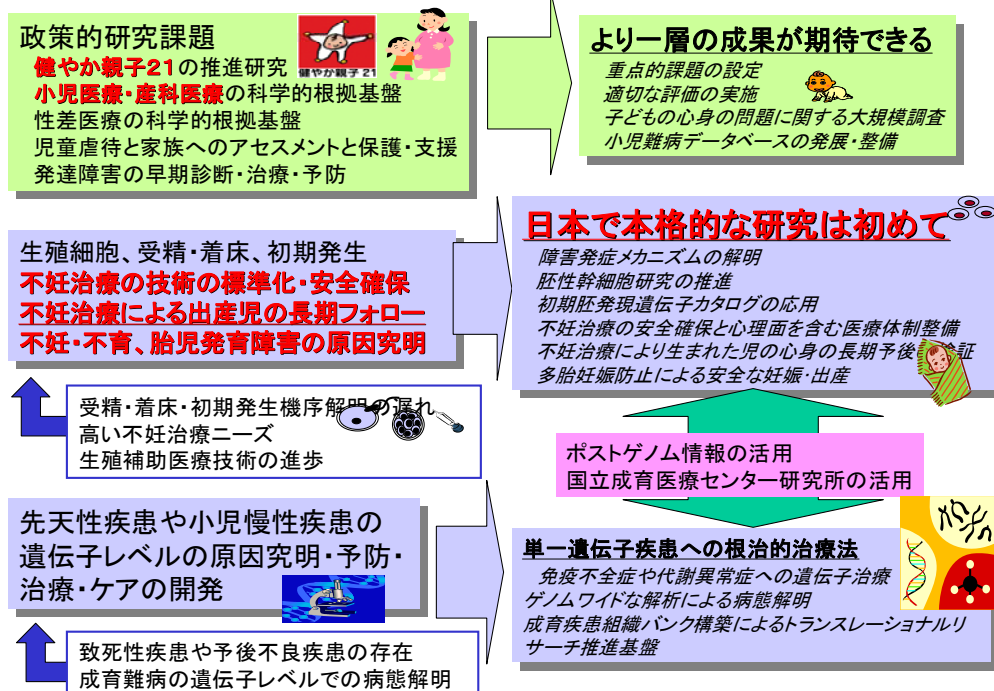 政策的研究課題
健やか親子21の推進研究
小児医療・産科医療の科学的根拠基盤
性差医療の科学的根拠基盤
児童虐待と家族へのアセスメントと保護・支援
発達障害の早期診断・治療・予防
健やか親子21
より一層の成果が期待できる
重点的課題の設定
適切な評価の実施
子どもの心身の問題に関する大規模調査
小児難病データベースの発展・整備
生殖細胞、受精・着床、初期発生
不妊治療の技術の標準化・安全確保
不妊治療による出産児の長期フォロー
不妊・不育、胎児発育障害の原因究明
日本で本格的な研究は初めて
障害発症メカニズムの解明
胚性幹細胞研究の推進
初期胚発現遺伝子カタログの応用
不妊治療の安全確保と心理面を含む医療体制整備
不妊治療により生まれた児の心身の長期予後 証
多胎妊娠防止による安全な妊娠・出産
受精・着床・初期発生機序解明の遅れ
高い不妊治療ニーズ
生殖補助医療技術の進歩
ポストゲノム情報の活用
国立成育医療センター研究所の活用
先天性疾患や小児慢性疾患の
遺伝子レベルの原因究明・予防・
治療・ケアの開発
単一遺伝子疾患への根治的治療法
免疫不全症や代謝異常症への遺伝子治療
ゲノムワイドな解析による病態解明
成育疾患組織バンク構築によるトランスレーショナルリ
サーチ推進基盤
致死性疾患や予後不良疾患の存在
成育難病の遺伝子レベルでの病態解明